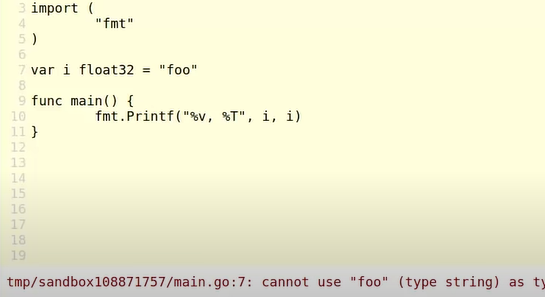 3 import (
4 "fmt"
5 )
6
7 var i float32 = "foo"
8
9 func main() {
10 fmt.Printf("%v, %T", i, i)
11 }
12
13
14
15
16
17
18
19
tmp/sandbox108871757/main.go:7: cannot use "foo" (type string) as ty